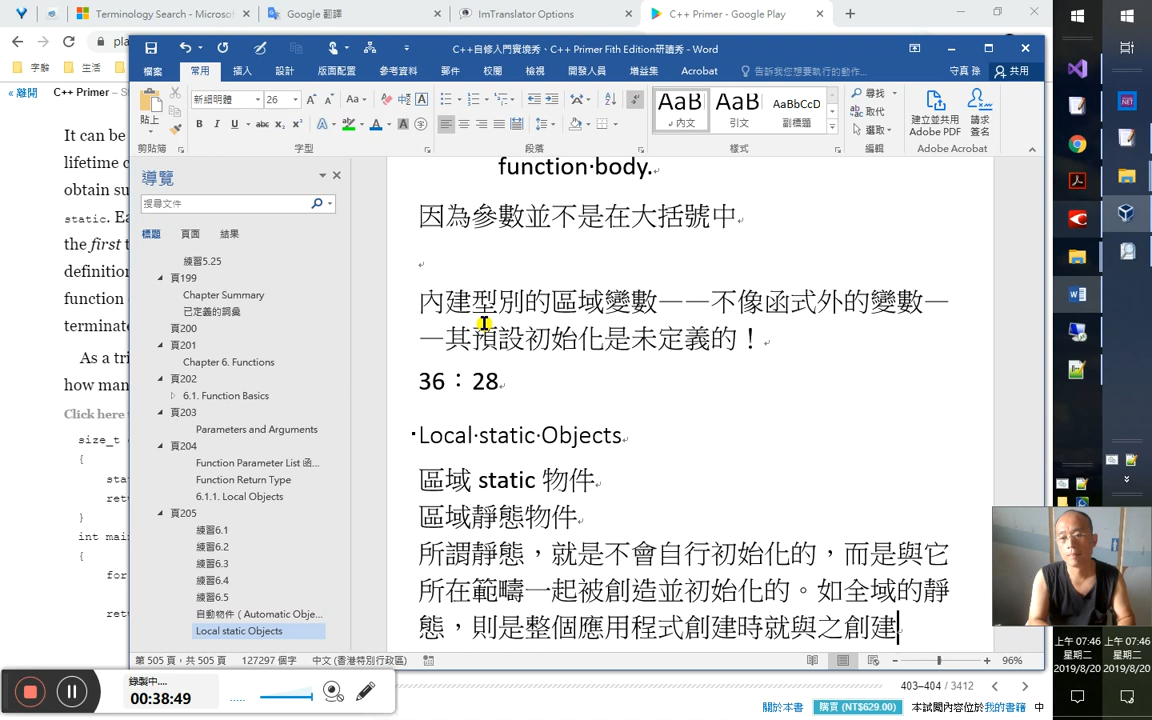 Terminology Search - Microsof
Google 翻譯
ImTranslator Options
C++ Primer - Google Play
pla
字辭
生活
« 離開
C++ Primer – S
It can be
lifetime c
obtain su
static. Ea
the first t
definition
function
terminate
As a tri
how man
Click here
size_t
{
sta
ret
}
int mai
{
for
ret
C++自修入門實境秀、C++ Primer Fith Edition研讀秀 - Word
檔案
常用
插入
設計
版面配置
參考資料
郵件
校閱
檢視
開發人員
增益集
Acrobat
告訴我您想要執行的動作...
守真 孫
共用
貼上
新細明體
26
剪貼簿
字型
段落
AaBbC
AaBbC
AaBbCcD
內文
引文
副標題
樣式
尋找
取代
選取
編輯
建立並共用
Adobe PDF
請求
簽名
Adobe Acrobat
導覽
搜尋文件
標題
頁面
結果
練習5.25
頁199
Chapter Summary
已定義的詞彙
頁200
頁201
Chapter 6. Functions
頁202
6.1. Function Basics
頁203
Parameters and Arguments
頁204
Function Parameter List 函...
Function Return Type
6.1.1. Local Objects
頁205
練習6.1
練習6.2
練習6.3
練習6.4
練習6.5
自動物件 ( Automatic Obje...
Local static Objects
function·body.
因為參數並不是在大括號中
內建型別的區域變數——不像函式外的變數—
—其預設初始化是未定義的！
36：28
Local·static·Objects
區域 static 物件
區域靜態物件
所謂靜態，就是不會自行初始化的，而是與它
所在範疇一起被創造並初始化的。如全域的靜
態，則是整個應用程式創建時就與之創建
第 505 頁，共 505 頁
127297 個字
中文 (香港特別行政區)
96%
錄製中....
00:38:49
403–404 / 3412
關於本書
購買 (NT$629.00)
本試閱內容位於我的書籍
中
上午 07:46
星期二
2019/8/20
上午 07:46
星期二
2019/8/20